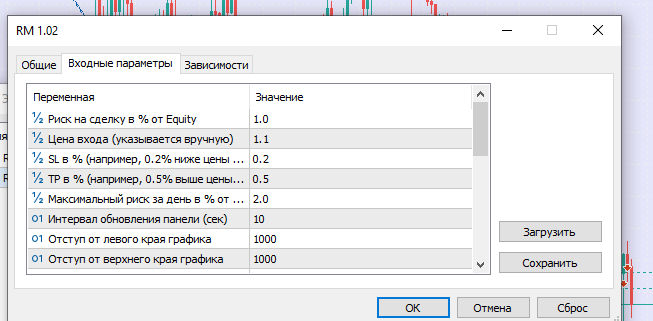 RM 1.02
Общие Входные параметры Зависимости
Переменная Значение
½ Риск на сделку в % от Equity 1.0
½ Цена входа (указывается вручную) 1.1
½ SL в % (например, 0.2% ниже цены ... 0.2
½ TP в % (например, 0.5% выше цены... 0.5
½ Максимальный риск за день в % от ... 2.0
01 Интервал обновления панели (сек) 10
01 Отступ от левого края графика 1000
01 Отступ от верхнего края графика 1000
Загрузить
Сохранить
ОК Отмена Сброс